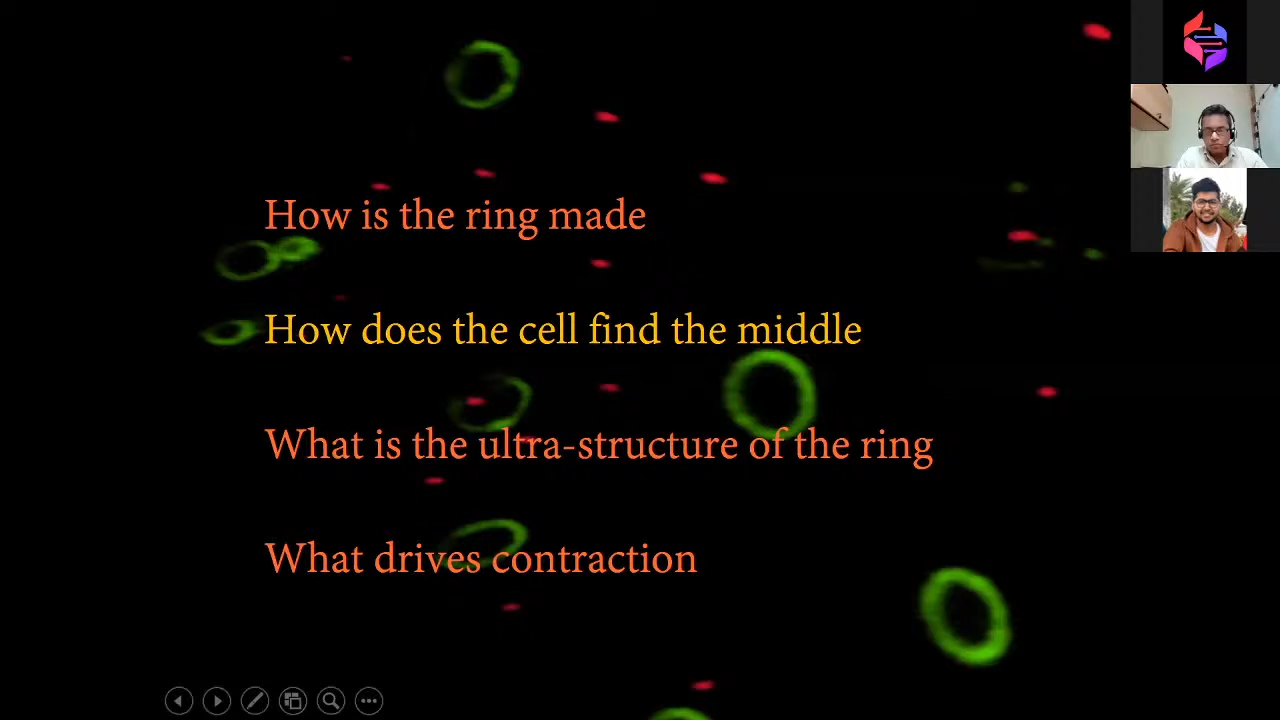 How is the ring made
How does the cell find the middle
What is the ultra-structure of the ring
What drives contraction